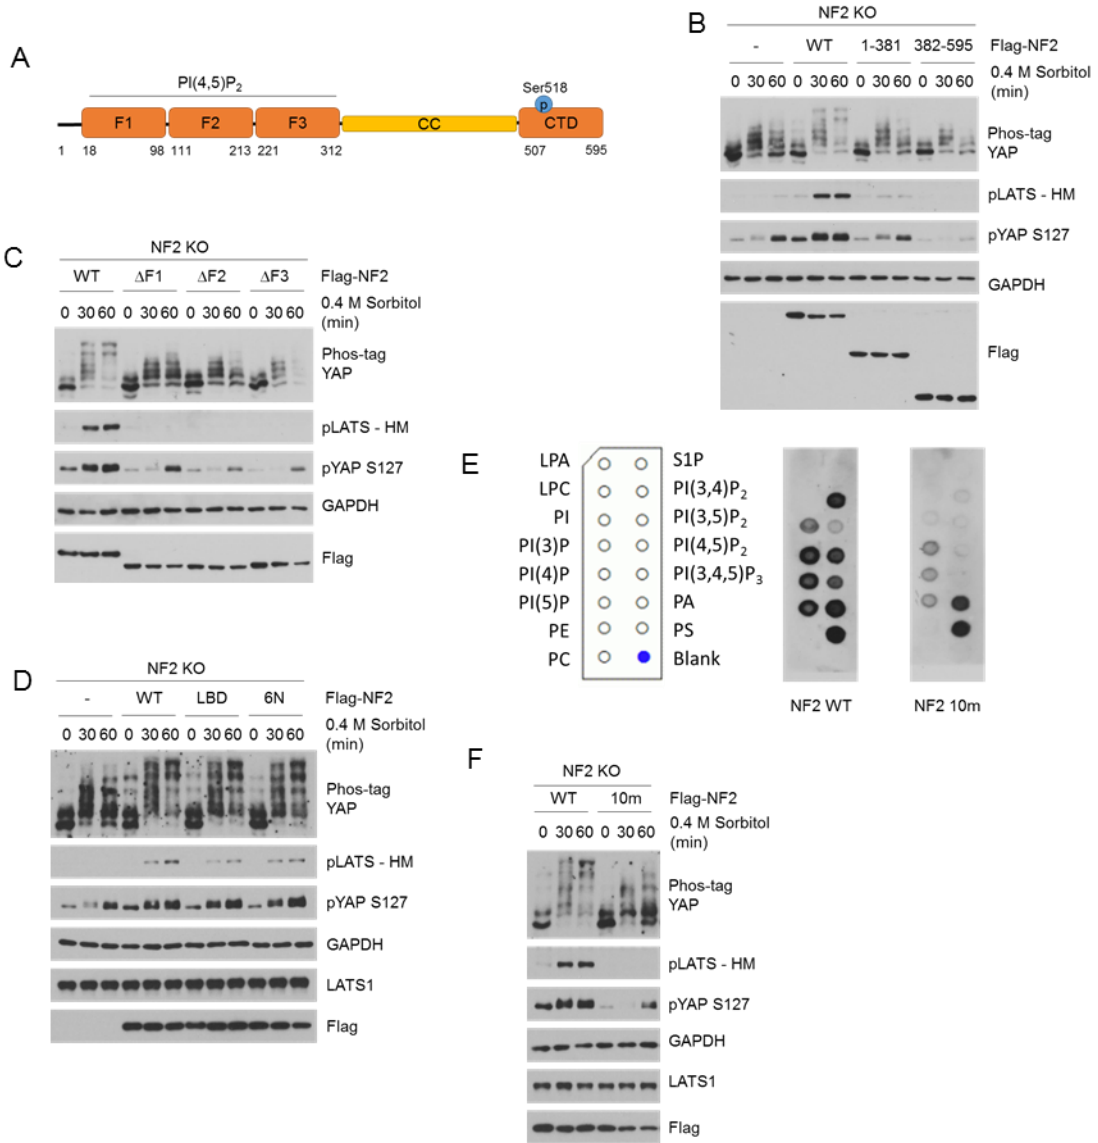 A
PI(4,5)P2
Ser518
p
F1 F2 F3 CC CTD
1 18 98 111 213 221 312 507 595
B
NF2 KO
- WT 1-381 382-595 Flag-NF2
0 30 60 0 30 60 0 30 60 0 30 60 0.4 M Sorbitol
(min)
Phos-tag
YAP
pLATS - HM
pYAP S127
GAPDH
Flag
C
NF2 KO
WT ΔF1 ΔF2 ΔF3 Flag-NF2
0 30 60 0 30 60 0 30 60 0 30 60 0.4 M Sorbitol
(min)
Phos-tag
YAP
pLATS - HM
pYAP S127
GAPDH
Flag
D
NF2 KO
- WT LBD 6N Flag-NF2
0 30 60 0 30 60 0 30 60 0 30 60 0.4 M Sorbitol
(min)
Phos-tag
YAP
pLATS - HM
pYAP S127
GAPDH
LATS1
Flag
E
LPA S1P
LPC PI(3,4)P2
PI PI(3,5)P2
PI(3)P PI(4,5)P2
PI(4)P PI(3,4,5)P3
PI(5)P PA
PE PS
PC Blank
NF2 WT NF2 10m
F
NF2 KO
WT 10m Flag-NF2
0 30 60 0 30 60 0.4 M Sorbitol
(min)
Phos-tag
YAP
pLATS - HM
pYAP S127
GAPDH
LATS1
Flag